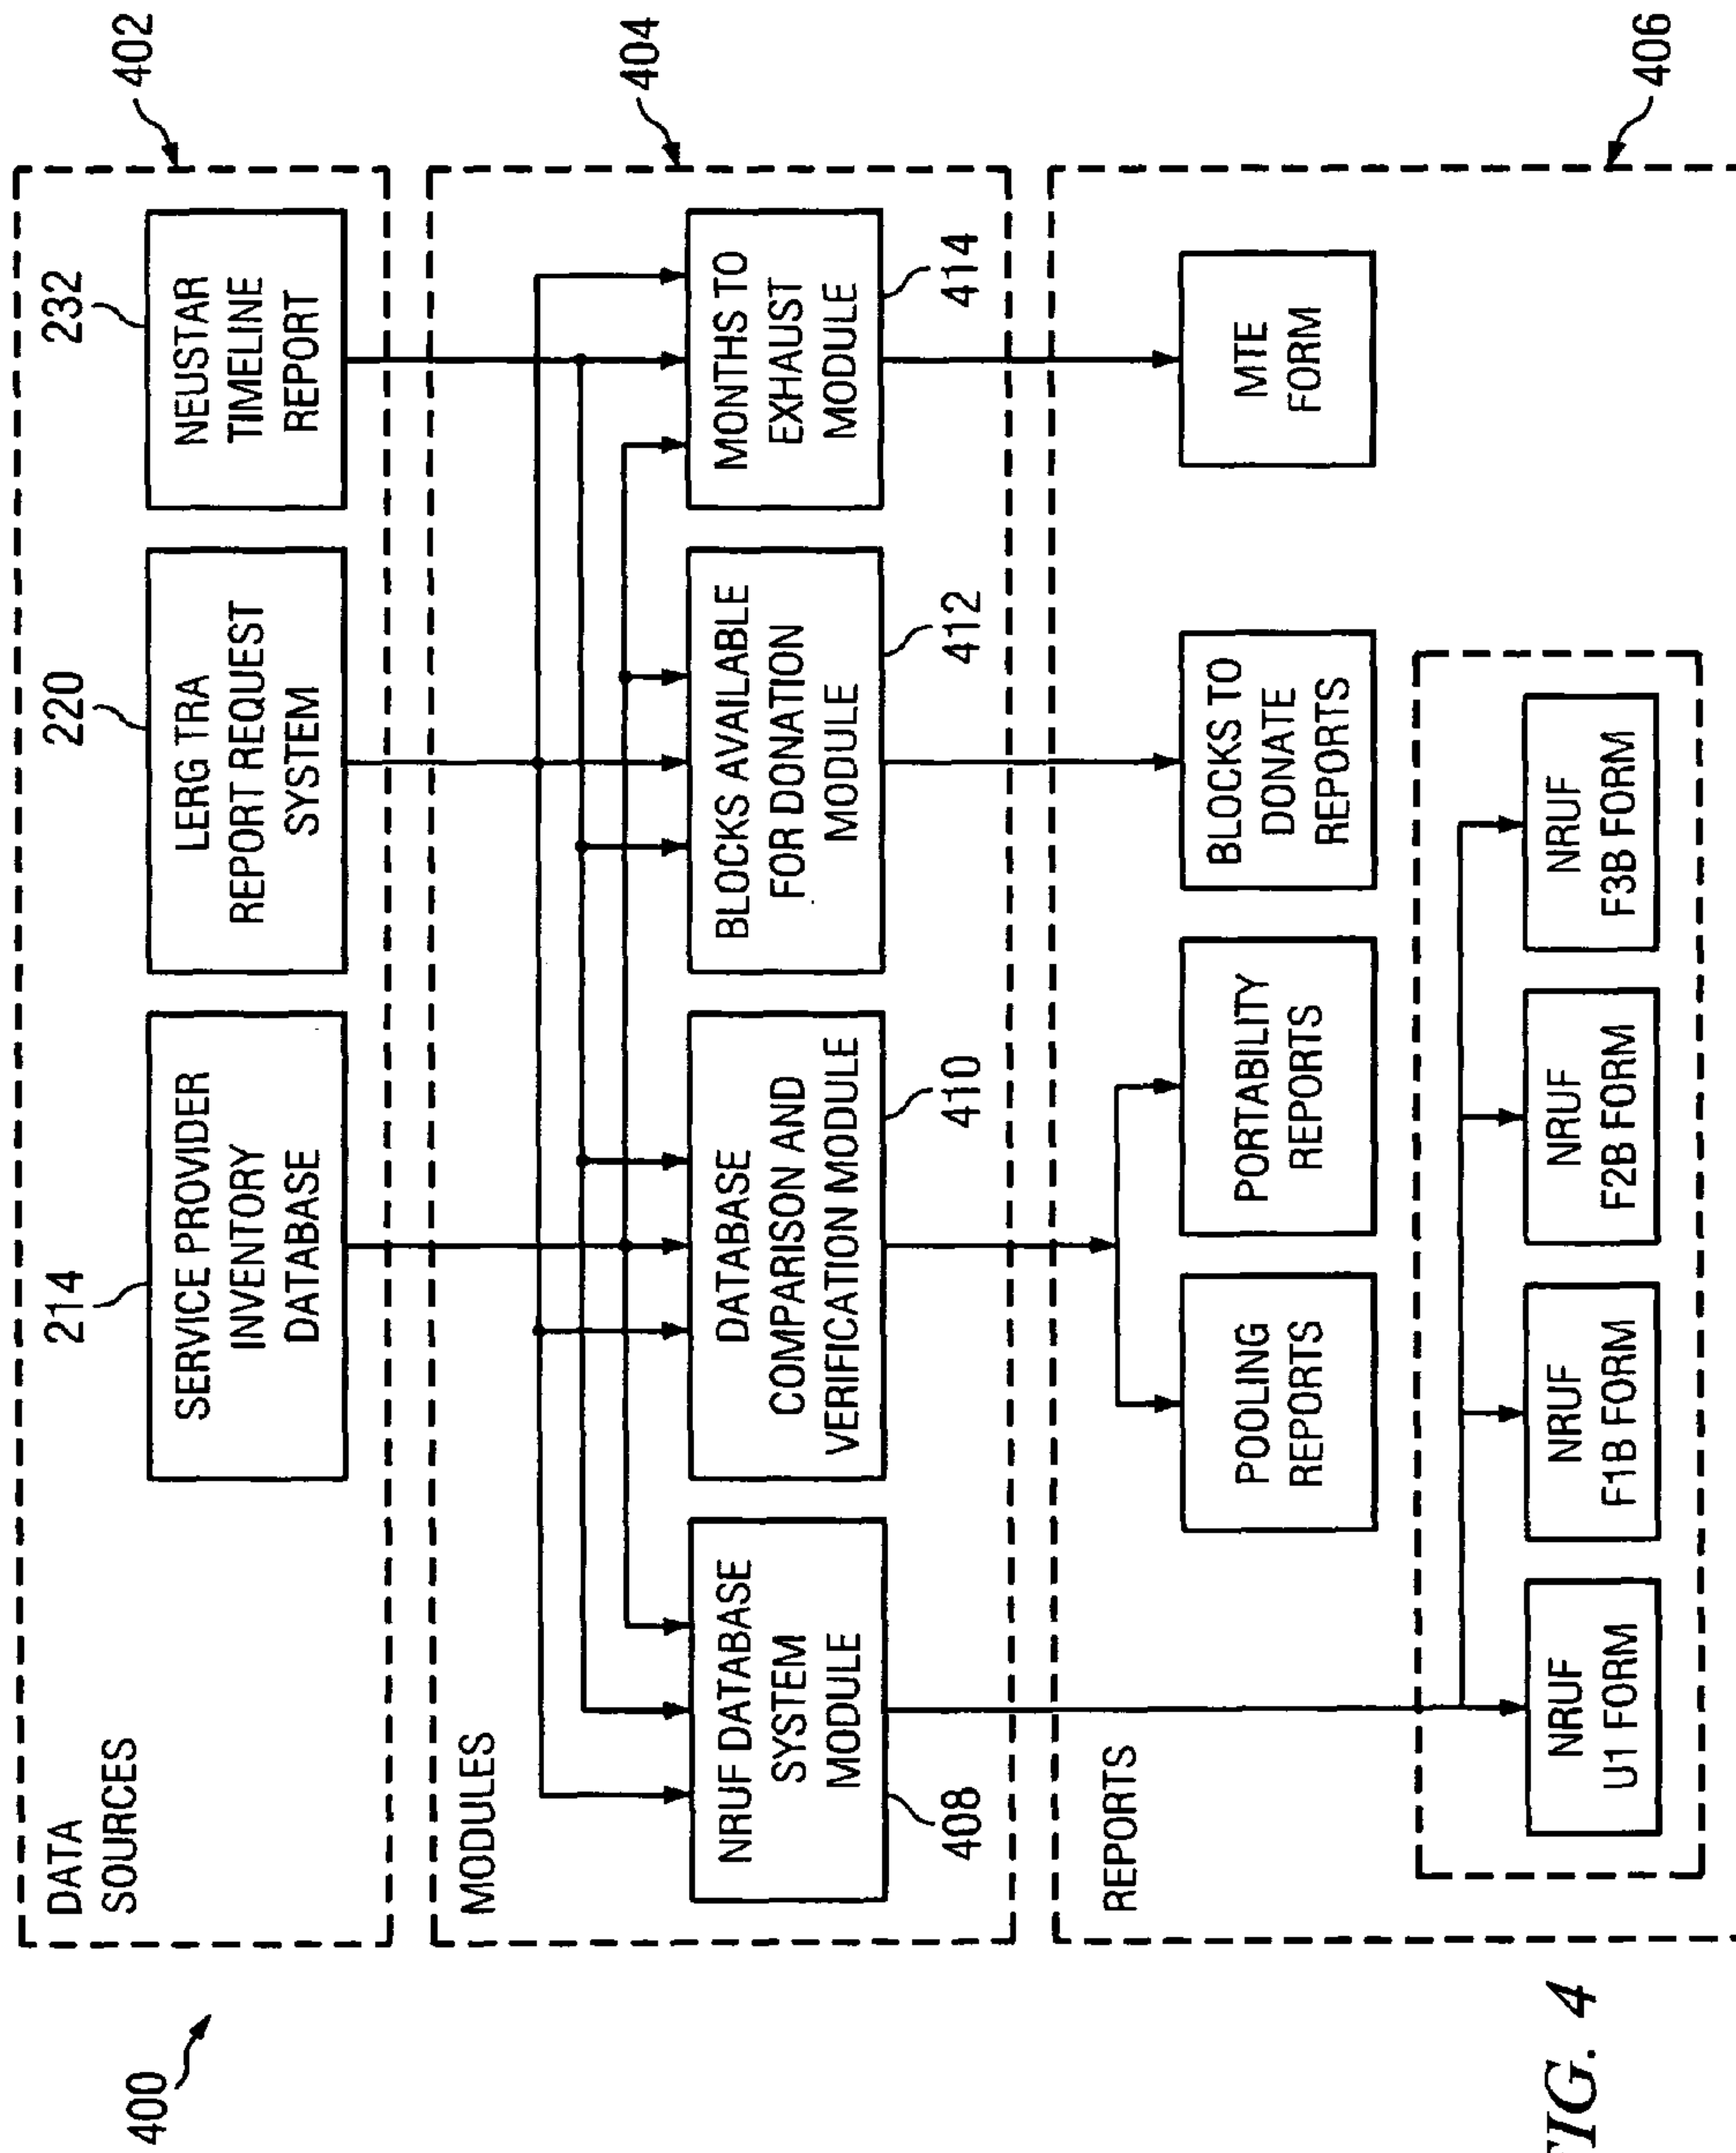 400
DATA
SOURCES
402
214
SERVICE PROVIDER
INVENTORY
DATABASE
220
LERG TRA
REPORT REQUEST
SYSTEM
232
NEUSTAR
TIMELINE
REPORT
MODULES
404
NRUF DATABASE
SYSTEM
MODULE
408
DATABASE
COMPARISON AND
VERIFICATION MODULE
410
BLOCKS AVAILABLE
FOR DONATION
MODULE
412
MONTHS TO
EXHAUST
MODULE
414
REPORTS
406
POOLING
REPORTS
PORTABILITY
REPORTS
BLOCKS TO
DONATE
REPORTS
MTE
FORM
NRUF
U1 FORM
NRUF
F1B FORM
NRUF
F2B FORM
NRUF
F3B FORM
FIG. 4